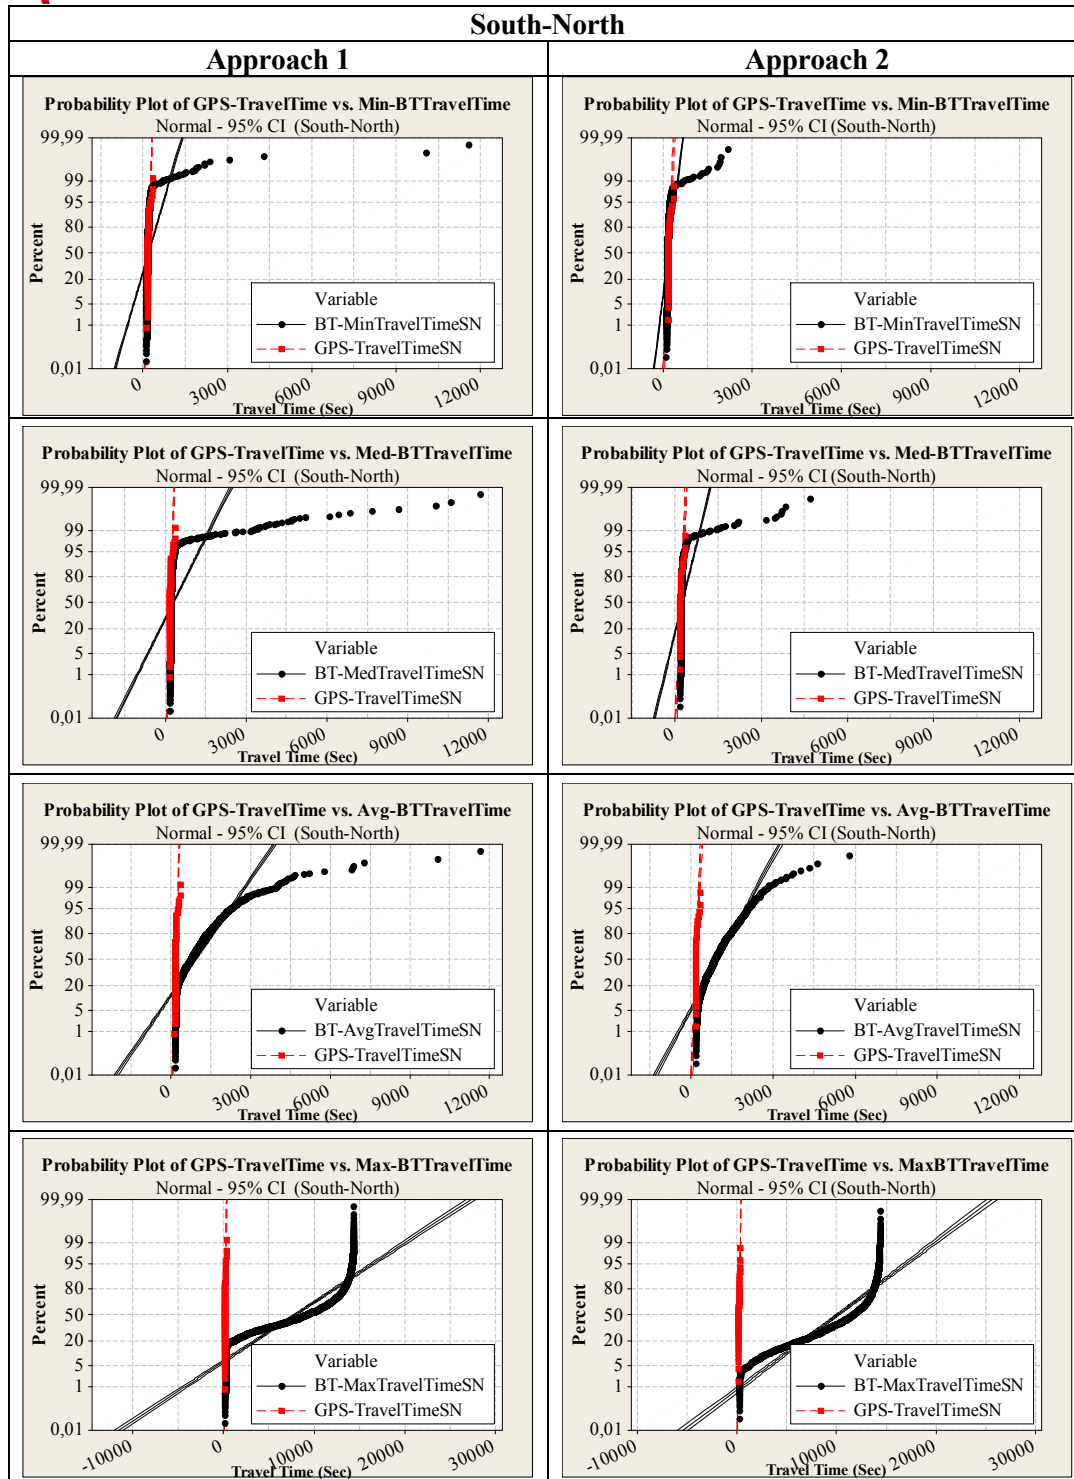 South-North
Approach 1 Approach 2
Probability Plot of GPS-TravelTime vs. Min-BTTravelTime
Normal - 95% CI (South-North)
99,99
99
95
80
50
20
5
1
0,01
Percent
Variable
BT-MinTravelTimeSN
GPS-TravelTimeSN
0 3000 6000 9000 12000
Travel Time (Sec)
Probability Plot of GPS-TravelTime vs. Min-BTTravelTime
Normal - 95% CI (South-North)
99,99
99
95
80
50
20
5
1
0,01
Percent
Variable
BT-MinTravelTimeSN
GPS-TravelTimeSN
0 3000 6000 9000 12000
Travel Time (Sec)
Probability Plot of GPS-TravelTime vs. Med-BTTravelTime
Normal - 95% CI (South-North)
99,99
99
95
80
50
20
5
1
0,01
Percent
Variable
BT-MedTravelTimeSN
GPS-TravelTimeSN
0 3000 6000 9000 12000
Travel Time (Sec)
Probability Plot of GPS-TravelTime vs. Med-BTTravelTime
Normal - 95% CI (South-North)
99,99
99
95
80
50
20
5
1
0,01
Percent
Variable
BT-MedTravelTimeSN
GPS-TravelTimeSN
0 3000 6000 9000 12000
Travel Time (Sec)
Probability Plot of GPS-TravelTime vs. Avg-BTTravelTime
Normal - 95% CI (South-North)
99,99
99
95
80
50
20
5
1
0,01
Percent
Variable
BT-AvgTravelTimeSN
GPS-TravelTimeSN
0 3000 6000 9000 12000
Travel Time (Sec)
Probability Plot of GPS-TravelTime vs. Avg-BTTravelTime
Normal - 95% CI (South-North)
99,99
99
95
80
50
20
5
1
0,01
Percent
Variable
BT-AvgTravelTimeSN
GPS-TravelTimeSN
0 3000 6000 9000 12000
Travel Time (Sec)
Probability Plot of GPS-TravelTime vs. Max-BTTravelTime
Normal - 95% CI (South-North)
99,99
99
95
80
50
20
5
1
0,01
Percent
Variable
BT-MaxTravelTimeSN
GPS-TravelTimeSN
-10000 0 10000 20000 30000
Travel Time (Sec)
Probability Plot of GPS-TravelTime vs. MaxBTTravelTime
Normal - 95% CI (South-North)
99,99
99
95
80
50
20
5
1
0,01
Percent
Variable
BT-MaxTravelTimeSN
GPS-TravelTimeSN
-10000 0 10000 20000 30000
Travel Time (Sec)